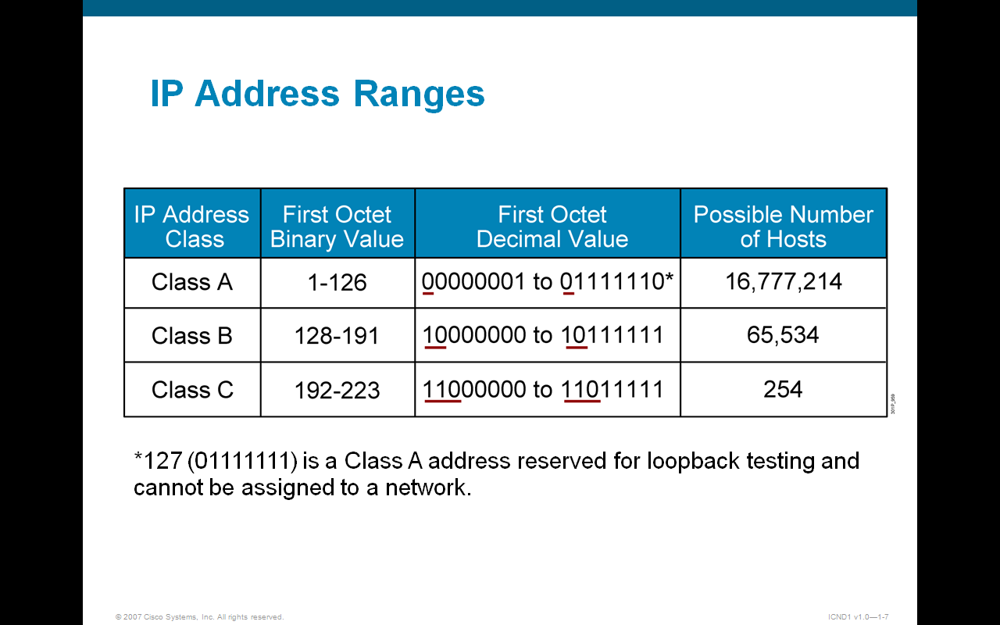 IP Address Ranges
IP Address Class
First Octet Binary Value
First Octet Decimal Value
Possible Number of Hosts
Class A 1-126 00000001 to 01111110* 16,777,214
Class B 128-191 10000000 to 10111111 65,534
Class C 192-223 11000000 to 11011111 254
301P_959
*127 (01111111) is a Class A address reserved for loopback testing and
cannot be assigned to a network.
© 2007 Cisco Systems, Inc. All rights reserved. ICND1 v1.0—1-7